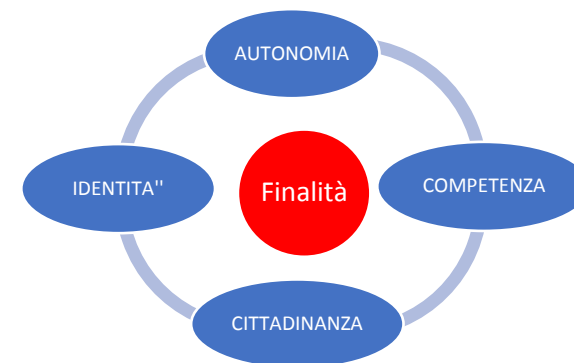 AUTONOMIA
IDENTITA''
Finalità
COMPETENZA
CITTADINANZA